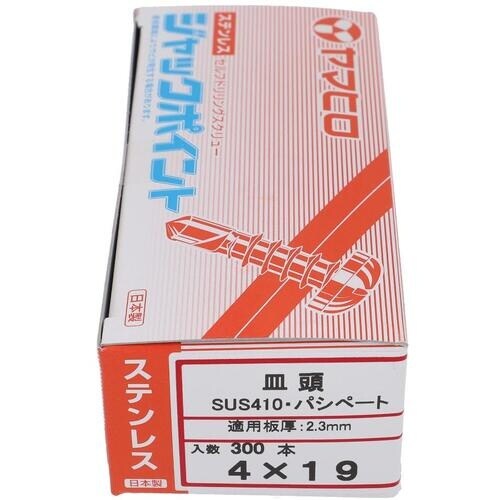 ヤマヒロ
ステンレス
セルフドリリングスクリュー
ジャックポイント
日本製
ステンレス
日本製
皿頭
SUS410・パシペート
適用板厚:2.3mm
入数 300 本
4×19